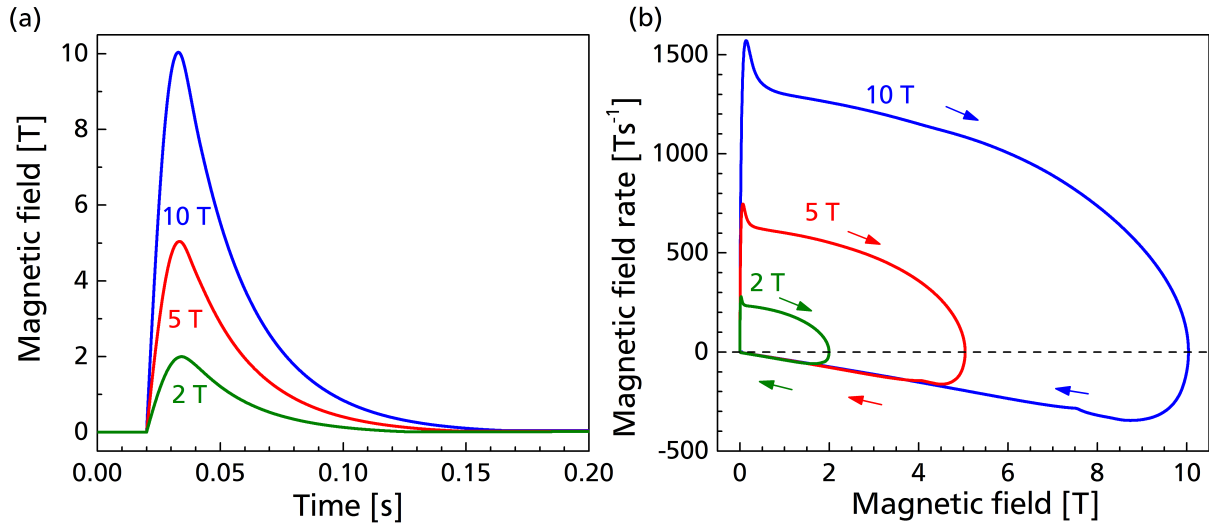 (a)
Magnetic field [T]
10
8
6
4
2
0
10 T
5 T
2 T
0.00 0.05 0.10 0.15 0.20
Time [s]
(b)
Magnetic field rate [Ts⁻¹]
1500
1000
500
0
-500
10 T
5 T
2 T
0 2 4 6 8 10
Magnetic field [T]